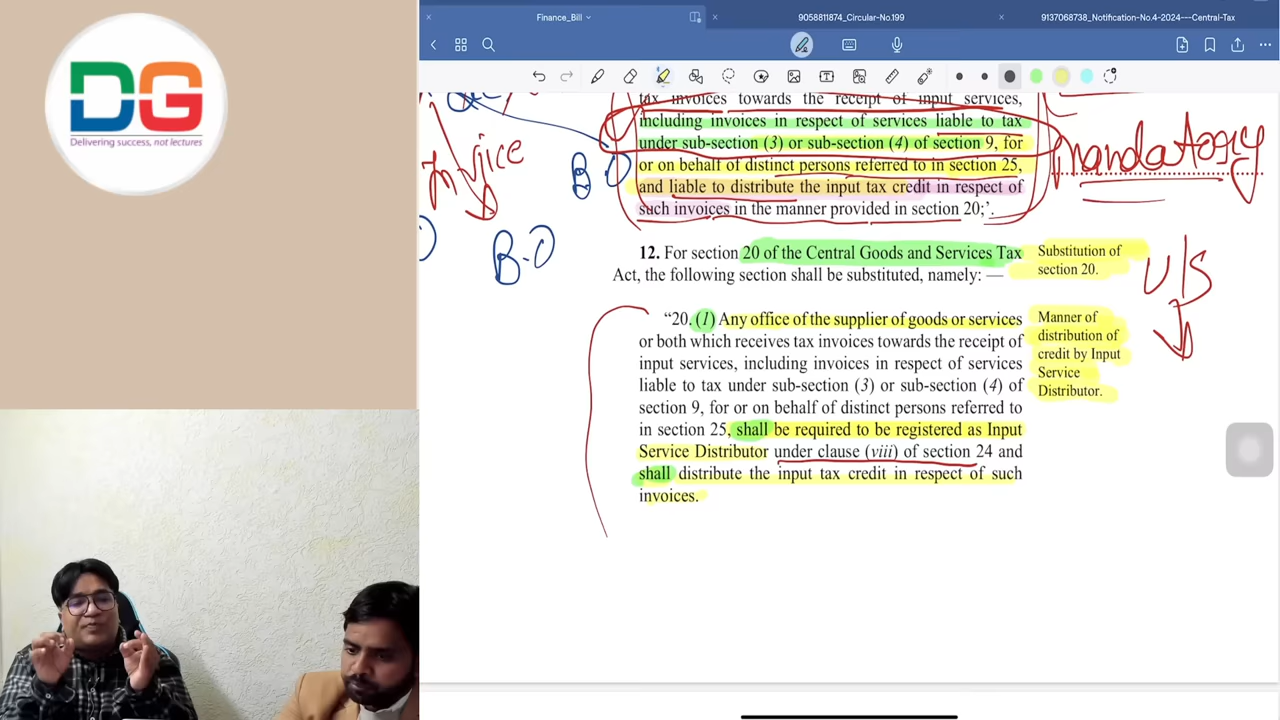 DG
Delivering success, not lectures
Finance_Bill
9058811874_Circular-No.199
9137068738_Notification-No.4-2024---Central-Tax
tax invoices towards the receipt of input services,
including invoices in respect of services liable to tax
under sub-section (3) or sub-section (4) of section 9, for
or on behalf of distinct persons referred to in section 25,
and liable to distribute the input tax credit in respect of
such invoices in the manner provided in section 20;’.
Invoice
B.O
B.O
mandatory
12. For section 20 of the Central Goods and Services Tax
Act, the following section shall be substituted, namely: —
Substitution of
section 20.
U/S
“20. (1) Any office of the supplier of goods or services
or both which receives tax invoices towards the receipt of
input services, including invoices in respect of services
liable to tax under sub-section (3) or sub-section (4) of
section 9, for or on behalf of distinct persons referred to
in section 25, shall be required to be registered as Input
Service Distributor under clause (viii) of section 24 and
shall distribute the input tax credit in respect of such
invoices.
Manner of
distribution of
credit by Input
Service
Distributor.